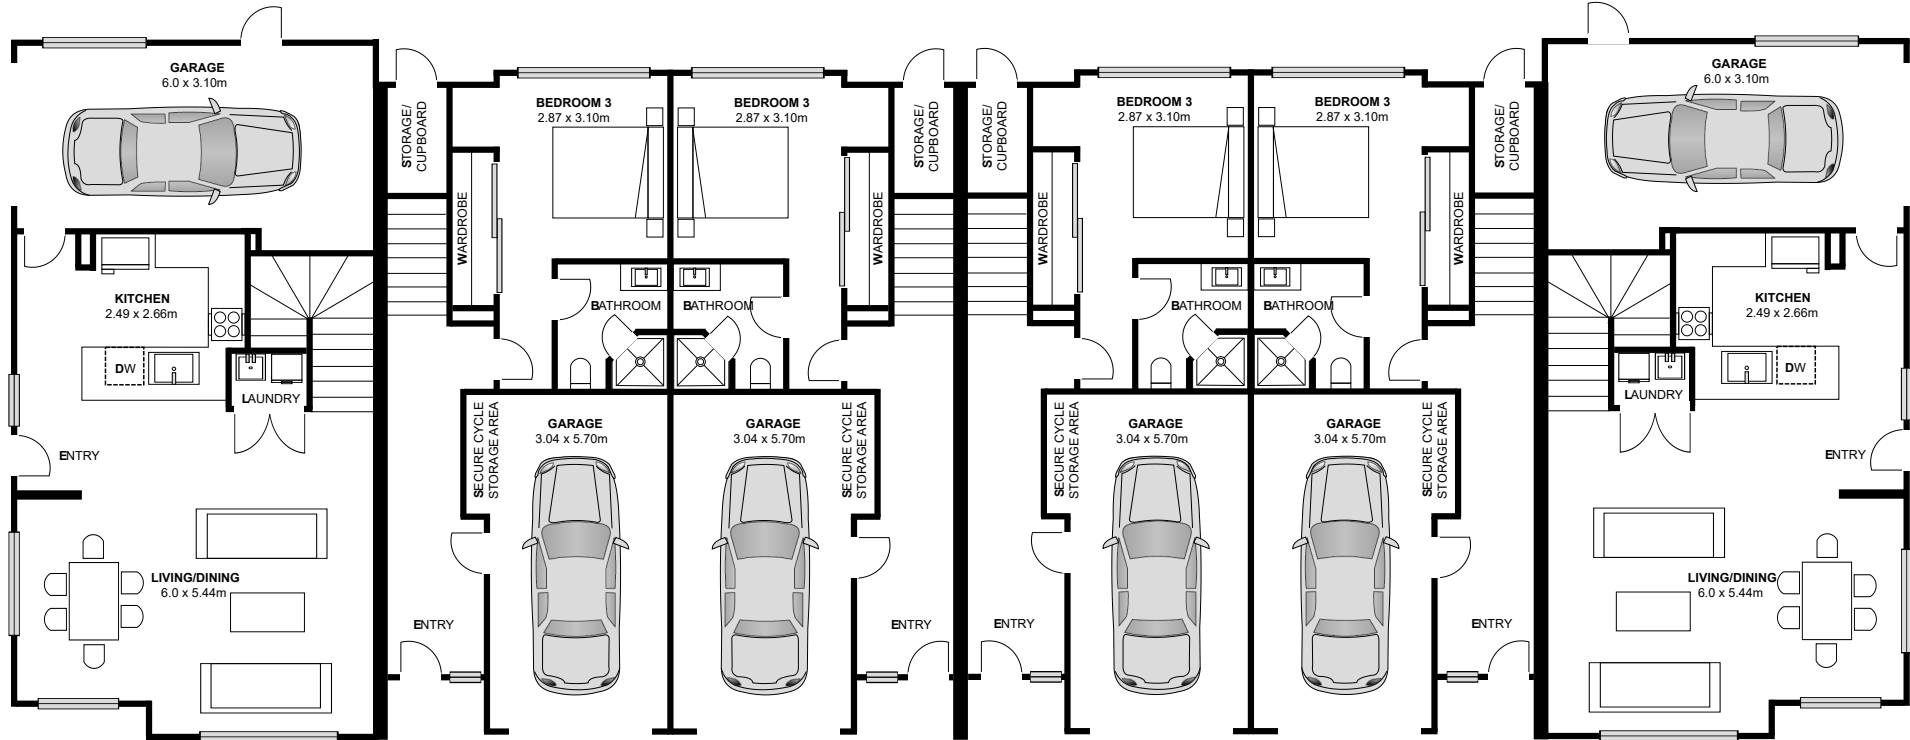 GARAGE
6.0 x 3.10m
KITCHEN
2.49 x 2.66m
DW
LAUNDRY
ENTRY
LIVING/DINING
6.0 x 5.44m
STORAGE/
CUPBOARD
WARDROBE
BEDROOM 3
2.87 x 3.10m
BATHROOM
SECURE CYCLE
STORAGE AREA
GARAGE
3.04 x 5.70m
ENTRY
BEDROOM 3
2.87 x 3.10m
STORAGE/
CUPBOARD
WARDROBE
BATHROOM
GARAGE
3.04 x 5.70m
SECURE CYCLE
STORAGE AREA
ENTRY
STORAGE/
CUPBOARD
WARDROBE
BEDROOM 3
2.87 x 3.10m
BATHROOM
SECURE CYCLE
STORAGE AREA
GARAGE
3.04 x 5.70m
ENTRY
BEDROOM 3
2.87 x 3.10m
STORAGE/
CUPBOARD
WARDROBE
BATHROOM
GARAGE
3.04 x 5.70m
SECURE CYCLE
STORAGE AREA
ENTRY
GARAGE
6.0 x 3.10m
KITCHEN
2.49 x 2.66m
DW
LAUNDRY
ENTRY
LIVING/DINING
6.0 x 5.44m